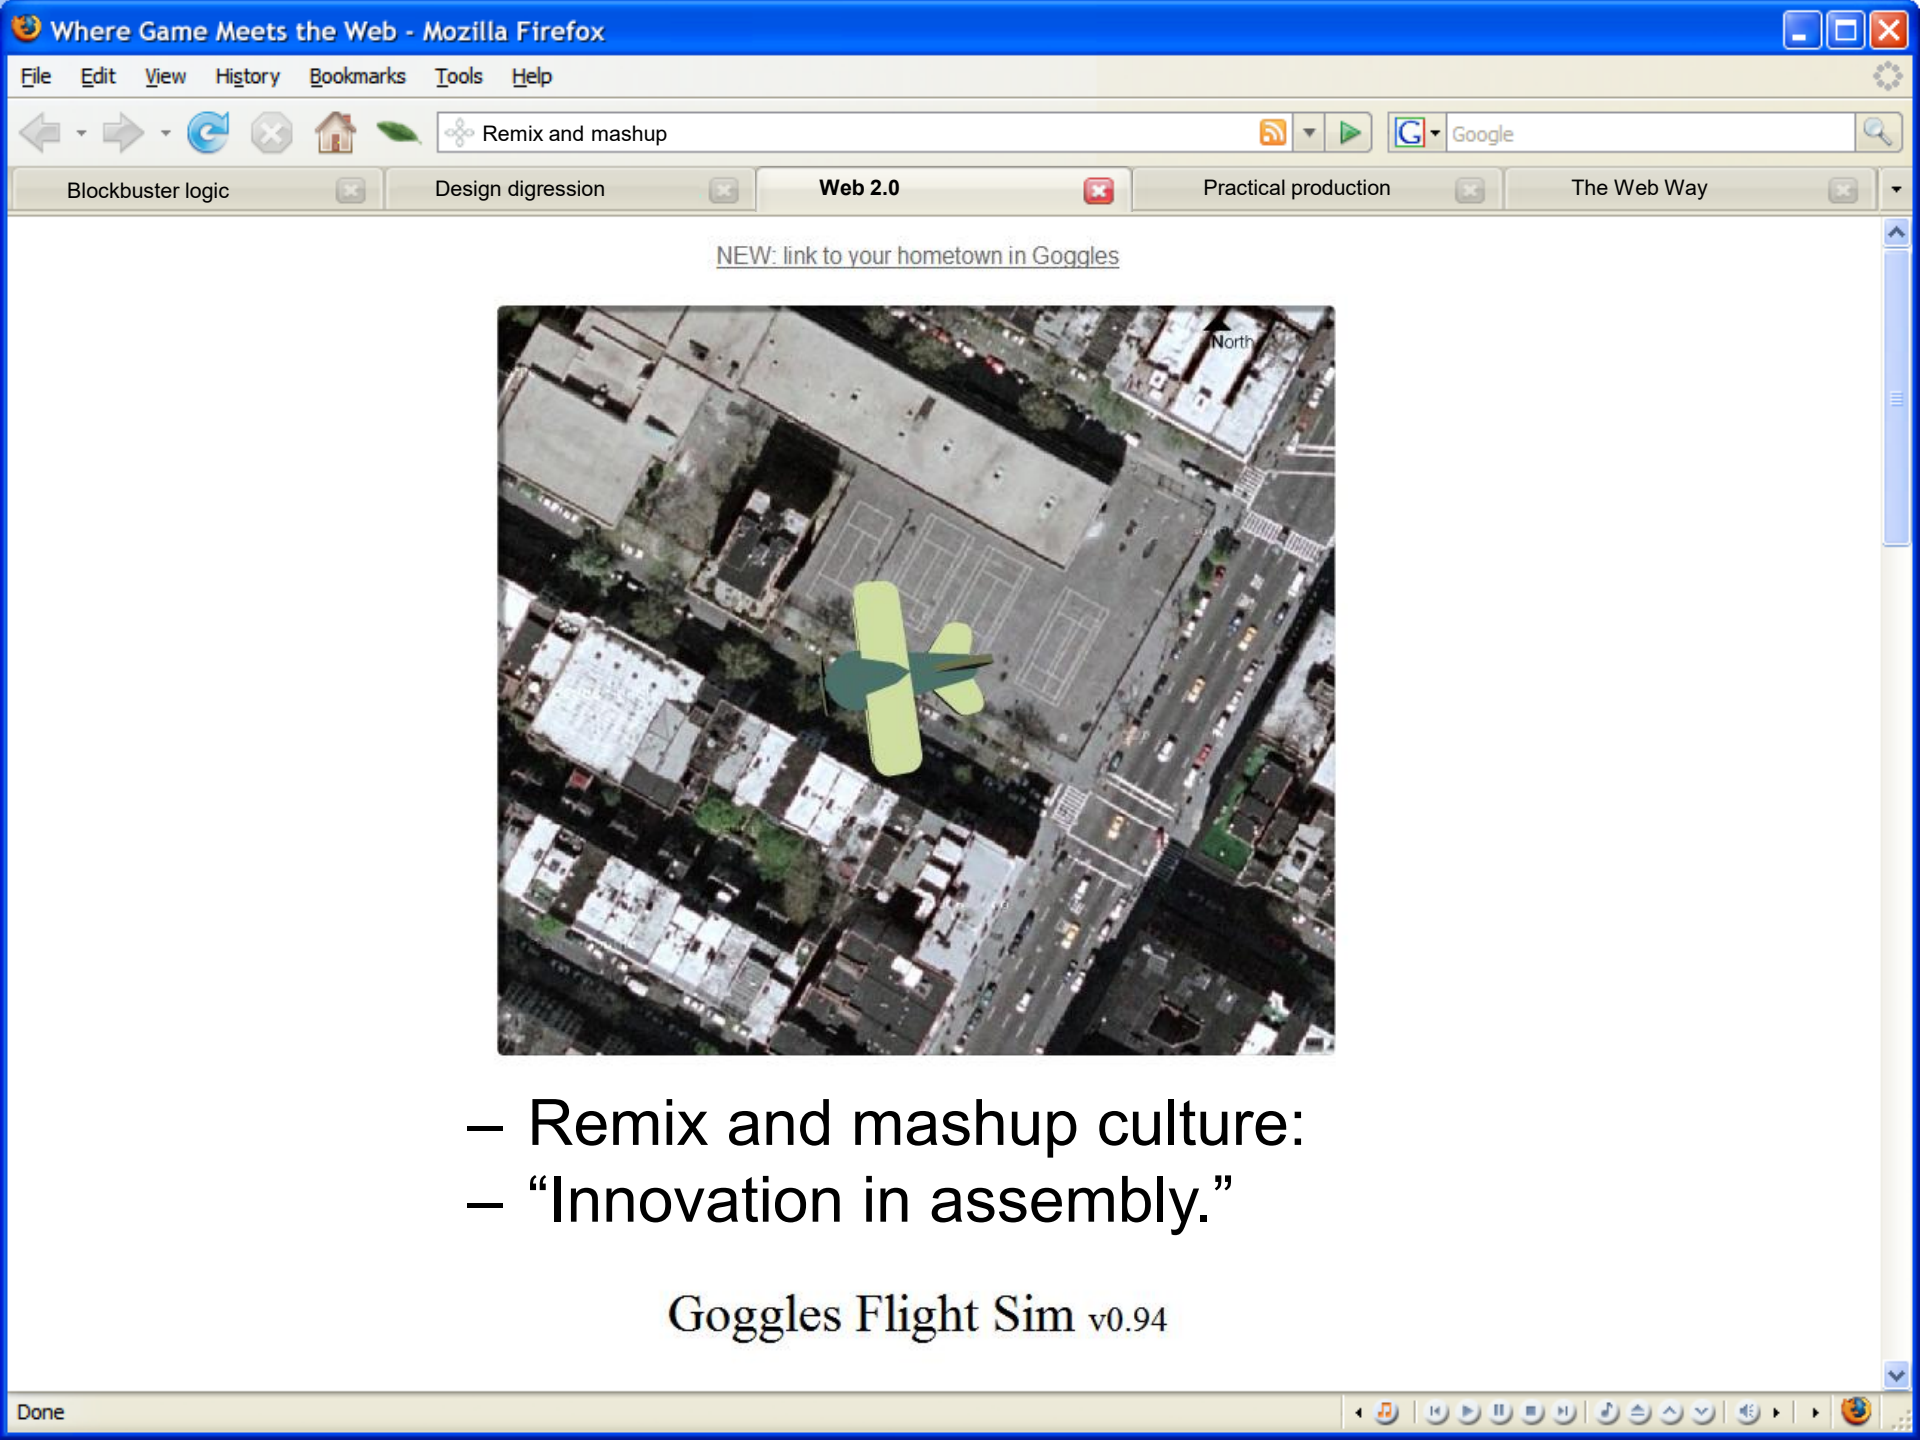 Where Game Meets the Web - Mozilla Firefox
File Edit View History Bookmarks Tools Help
Remix and mashup
G Google
Blockbuster logic
Design digression
Web 2.0
Practical production
The Web Way
NEW: link to your hometown in Goggles
North
– Remix and mashup culture:
– “Innovation in assembly.”
Goggles Flight Sim v0.94
Done